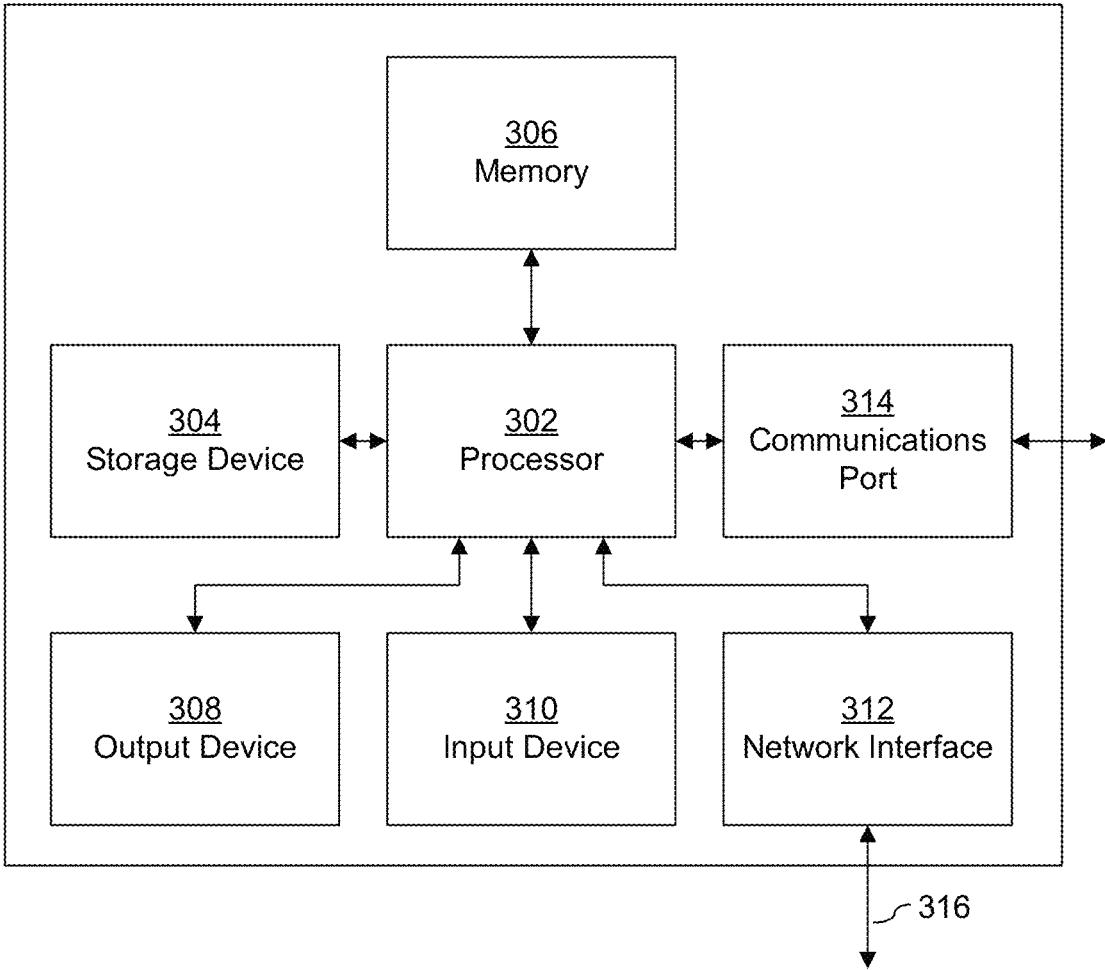 306
Memory
304
Storage Device
302
Processor
314
Communications
Port
308
Output Device
310
Input Device
312
Network Interface
316